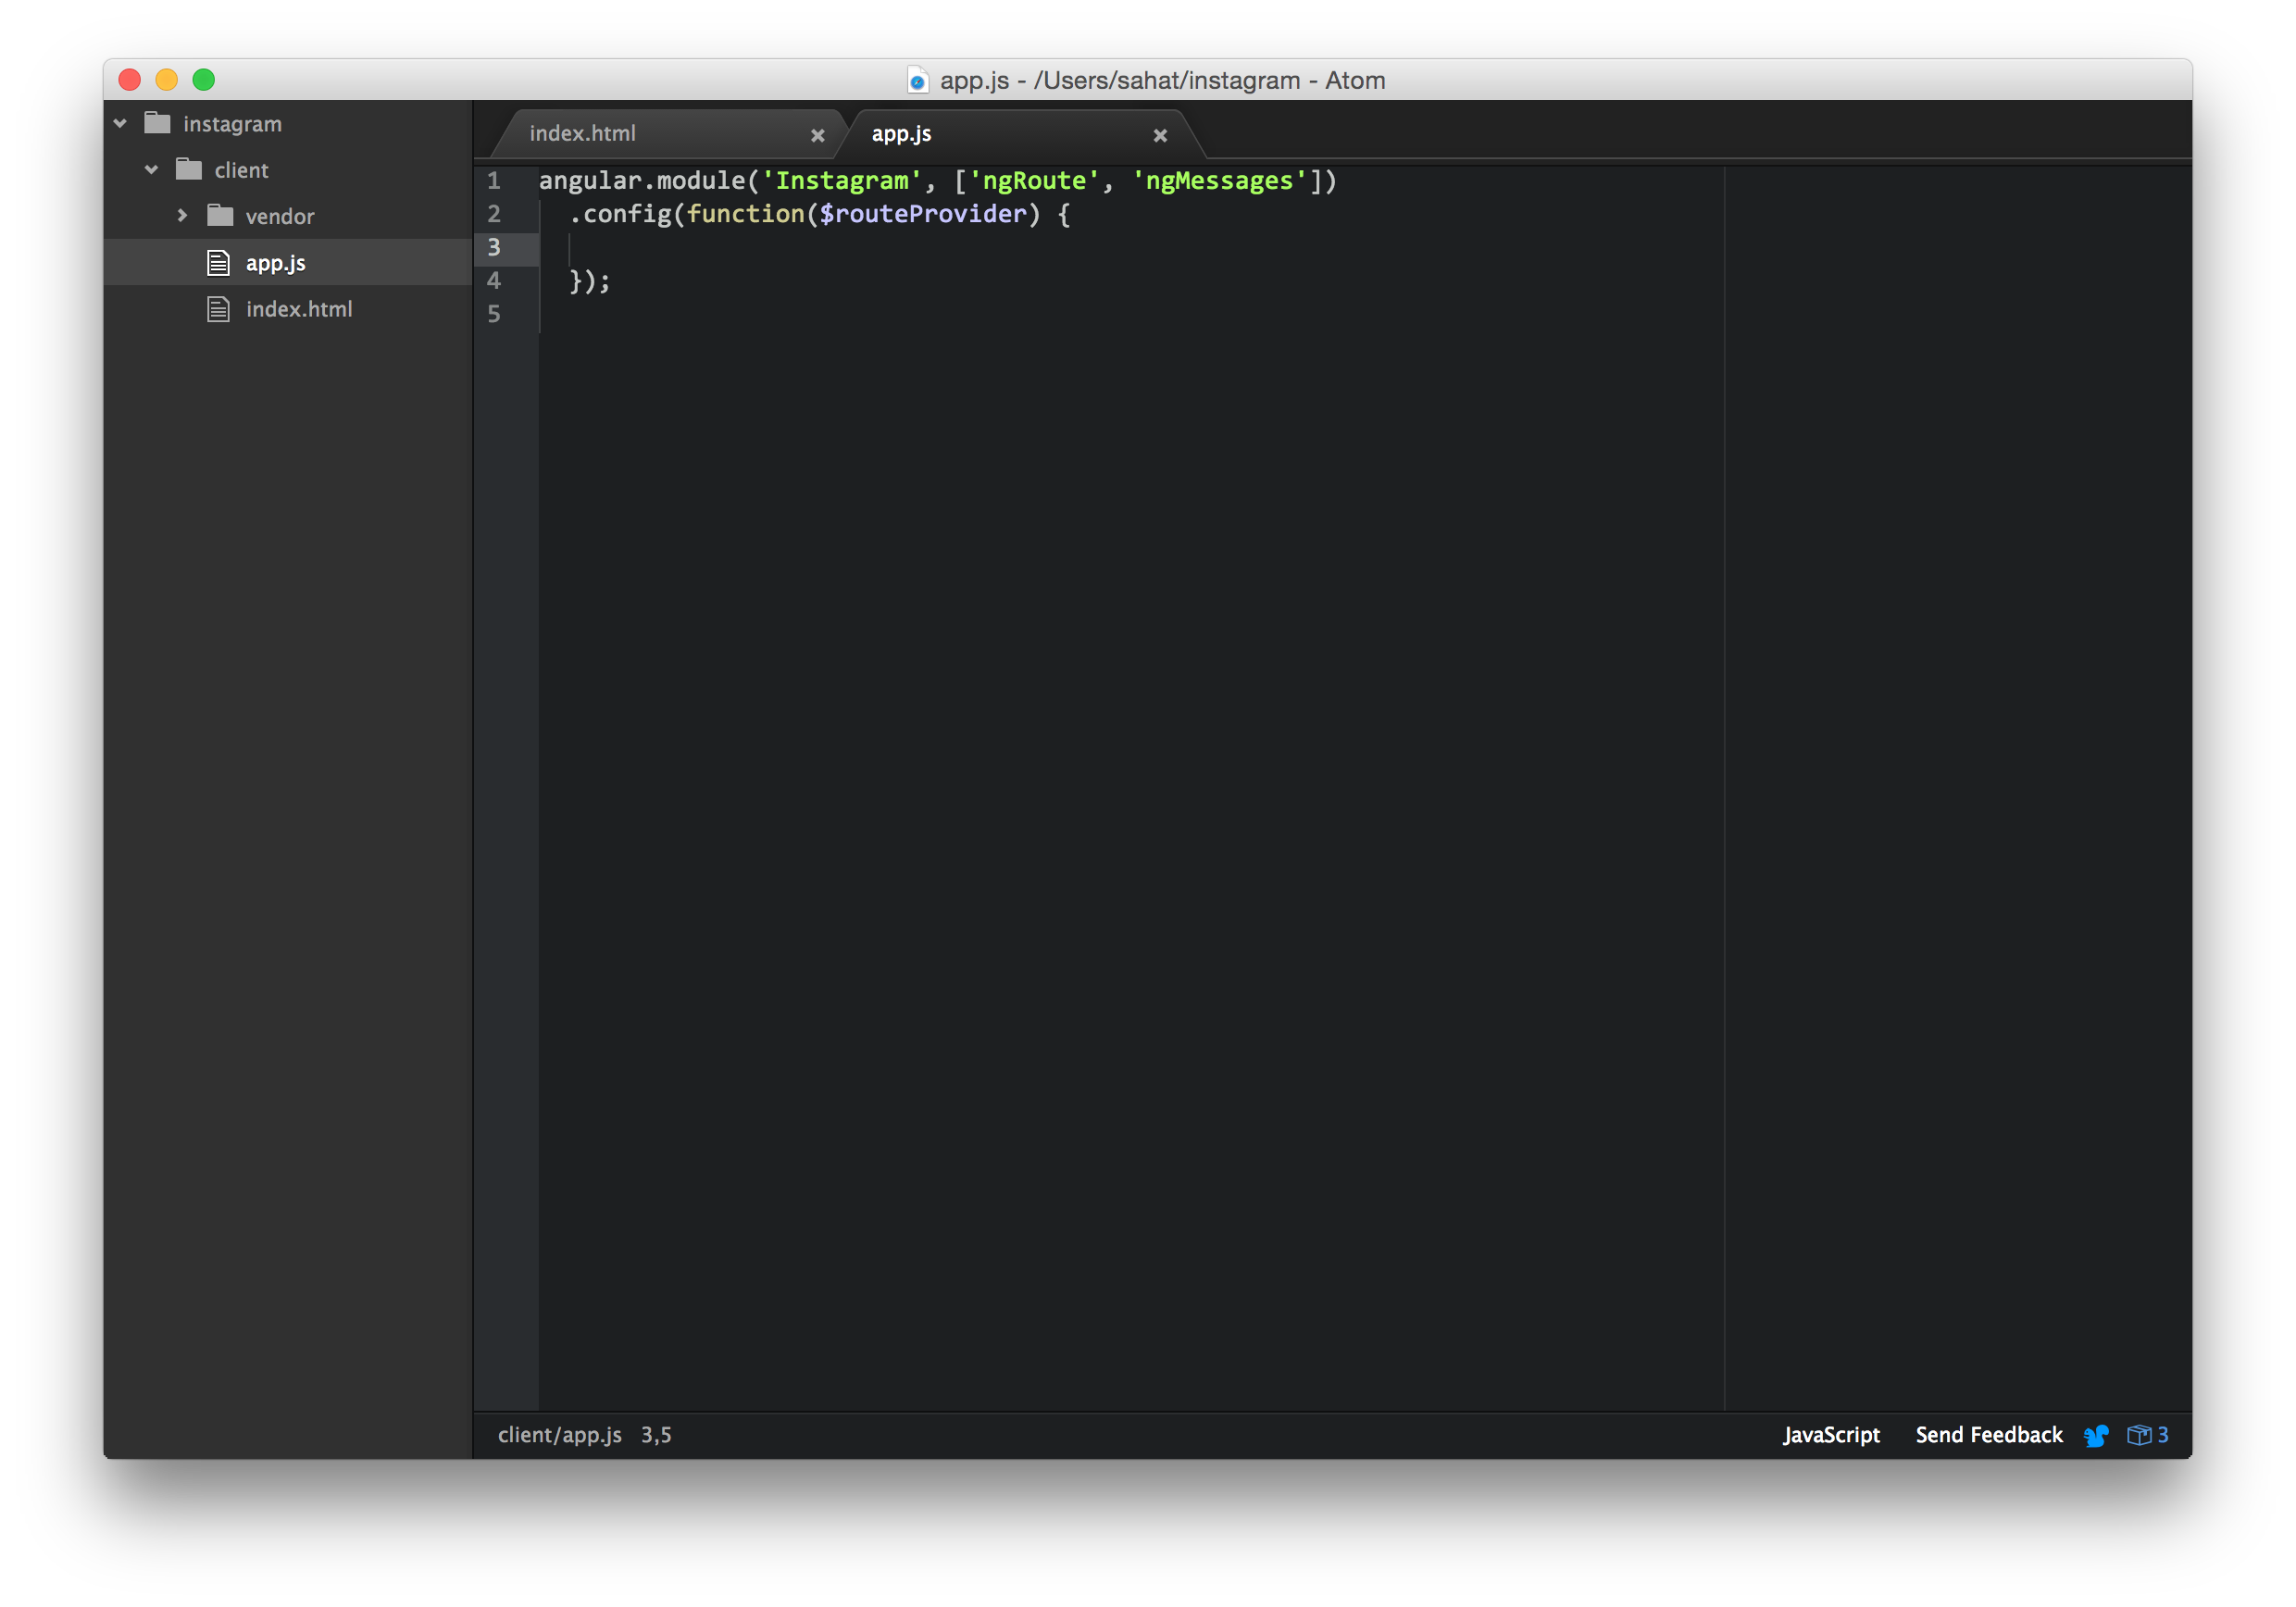 app.js - /Users/sahat/instagram - Atom
instagram
client
vendor
app.js
index.html
index.html
app.js
1 angular.module('Instagram', ['ngRoute', 'ngMessages'])
2 .config(function($routeProvider) {
3
4 });
5
client/app.js 3,5
JavaScript Send Feedback 3